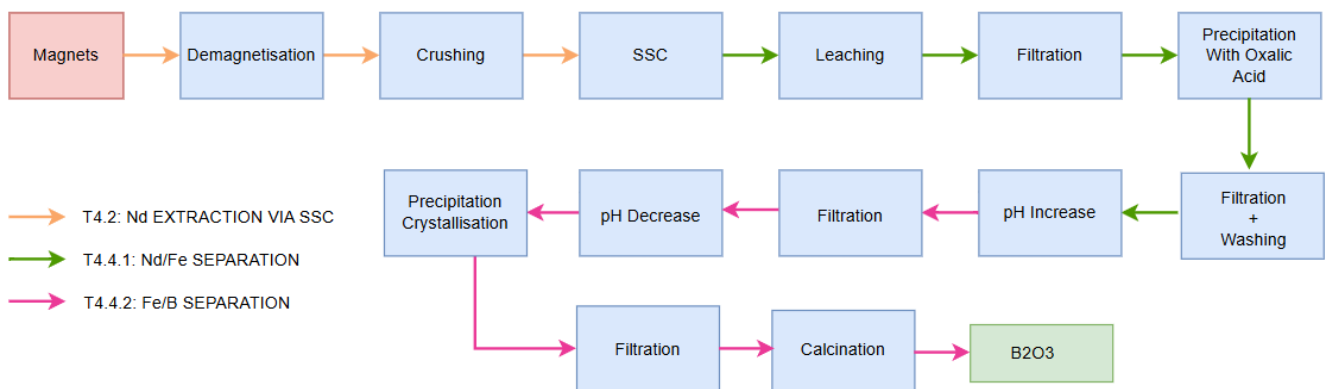 Magnets
Demagnetisation
Crushing
SSC
Leaching
Filtration
Precipitation
With Oxalic
Acid
Precipitation
Crystallisation
pH Decrease
Filtration
pH Increase
Filtration
+
Washing
T4.2: Nd EXTRACTION VIA SSC
T4.4.1: Nd/Fe SEPARATION
T4.4.2: Fe/B SEPARATION
Filtration
Calcination
B2O3